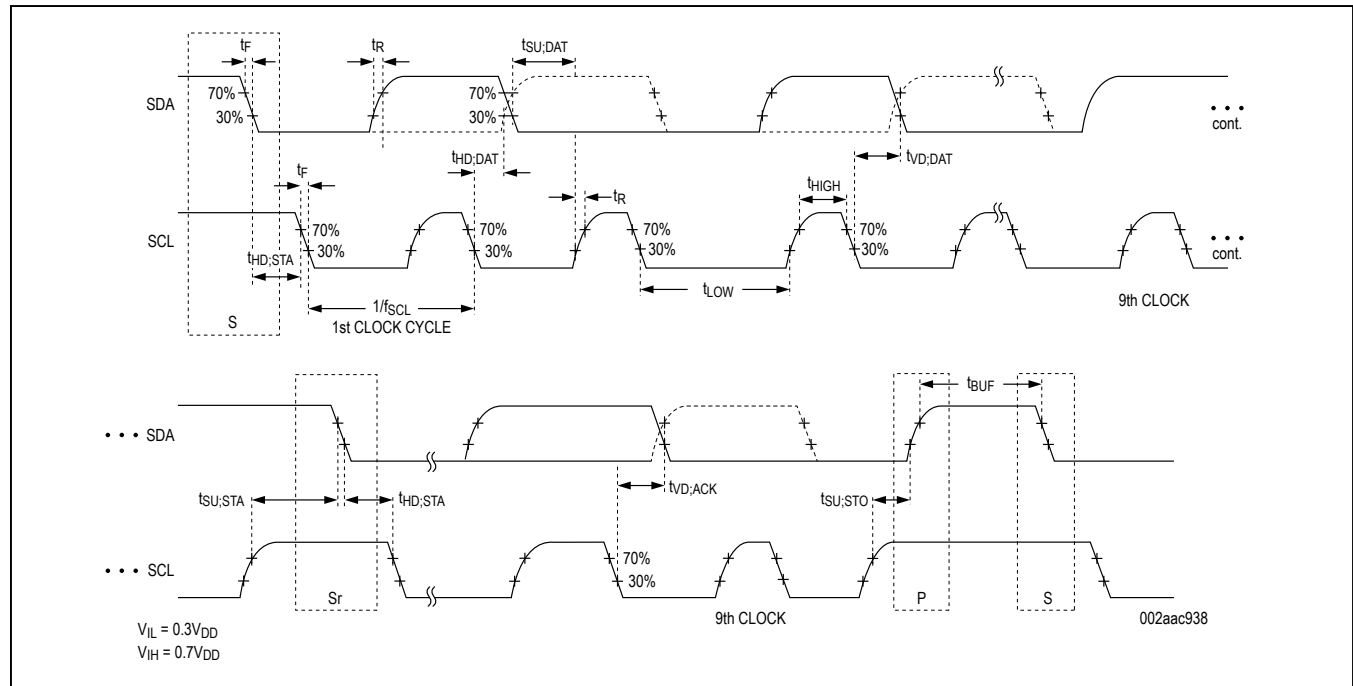 tF
tR
tSU;DAT
70%
30%
SDA
70%
30%
cont.
tHD;DAT
tVD;DAT
tF
tR
tHIGH
SCL
70%
30%
70%
30%
70%
30%
70%
30%
cont.
tHD;STA
tLOW
1/fSCL
1st CLOCK CYCLE
9th CLOCK
S
tBUF
SDA
tSU;STA
tHD;STA
tVD;ACK
tSU;STO
SCL
70%
30%
Sr
9th CLOCK
P
S
002aac938
VIL = 0.3VDD
VIH = 0.7VDD